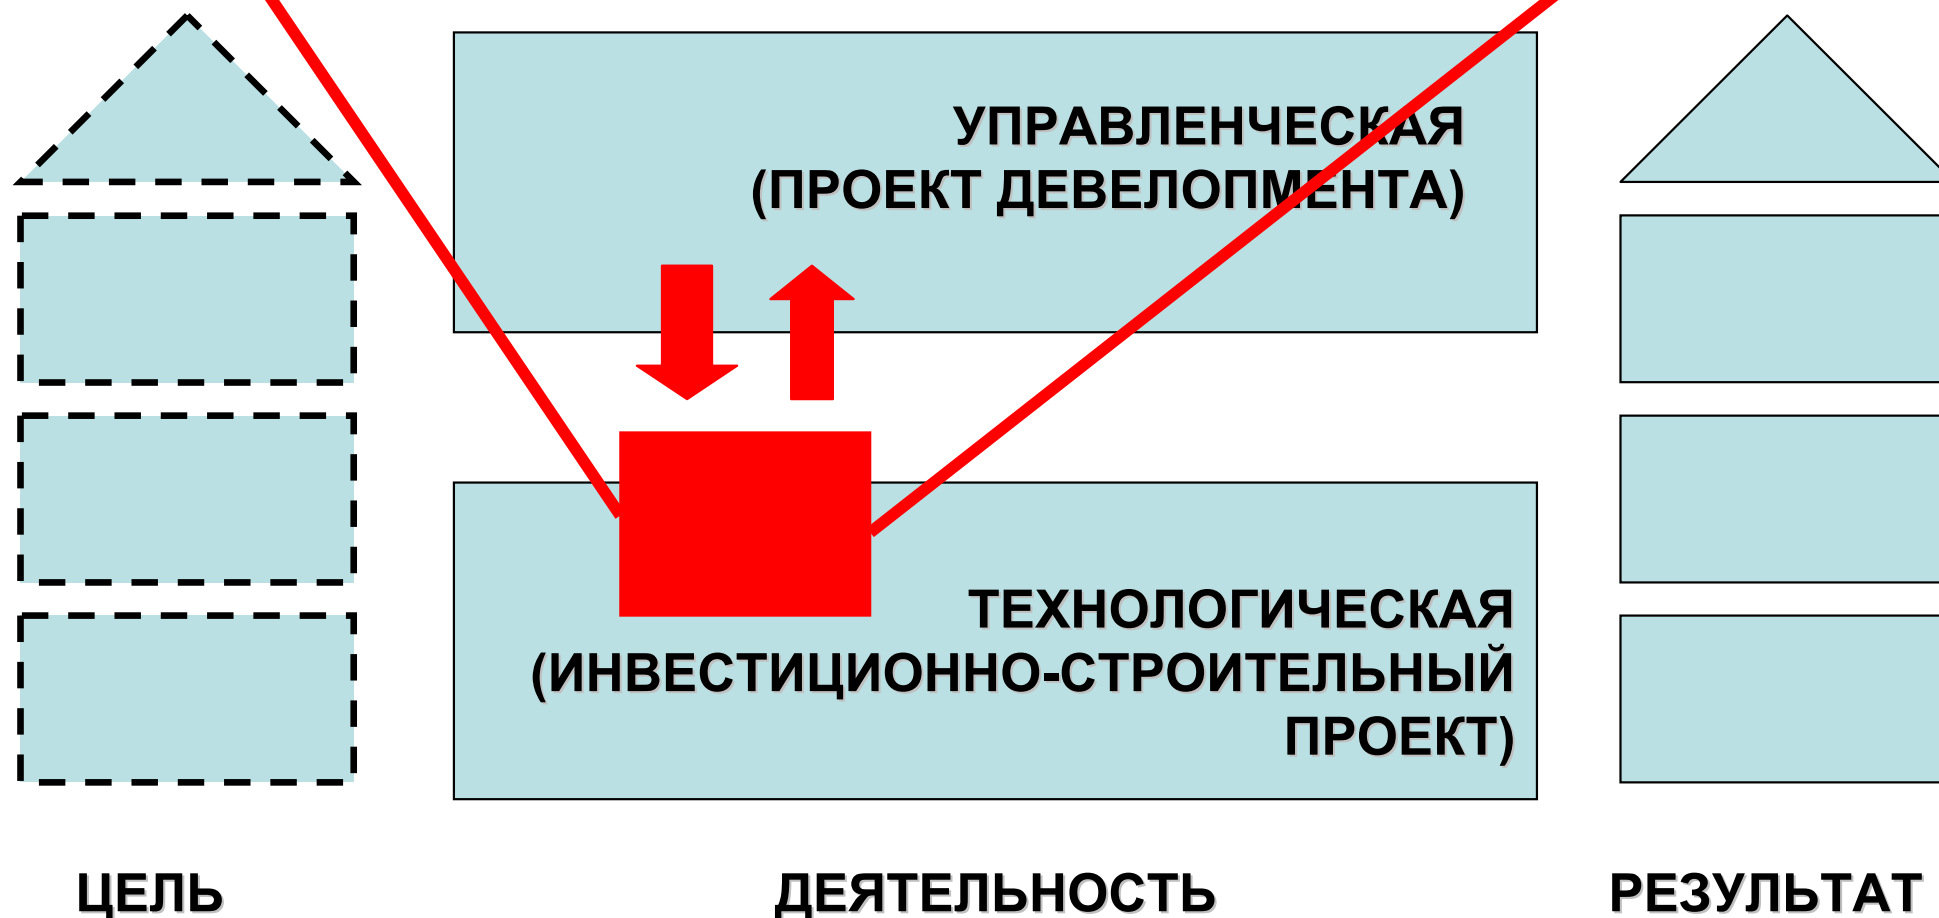 УПРАВЛЕНЧЕСКАЯ
(ПРОЕКТ ДЕВЕЛОПМЕНТА)
ТЕХНОЛОГИЧЕСКАЯ
(ИНВЕСТИЦИОННО-СТРОИТЕЛЬНЫЙ
ПРОЕКТ)
ЦЕЛЬ
ДЕЯТЕЛЬНОСТЬ
РЕЗУЛЬТАТ